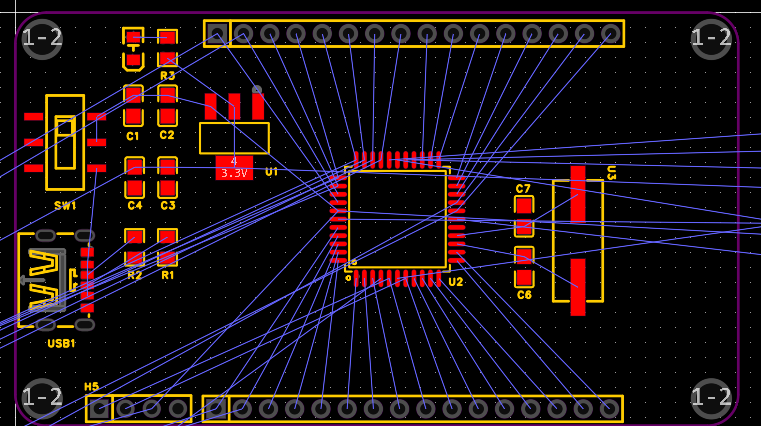 1-2
1-2
R3
C1 C2
4
3.3V
U1
U3
C7
C4 C3
SW1
R2 R1
U2
C6
USB1
H5
1-2
1-2